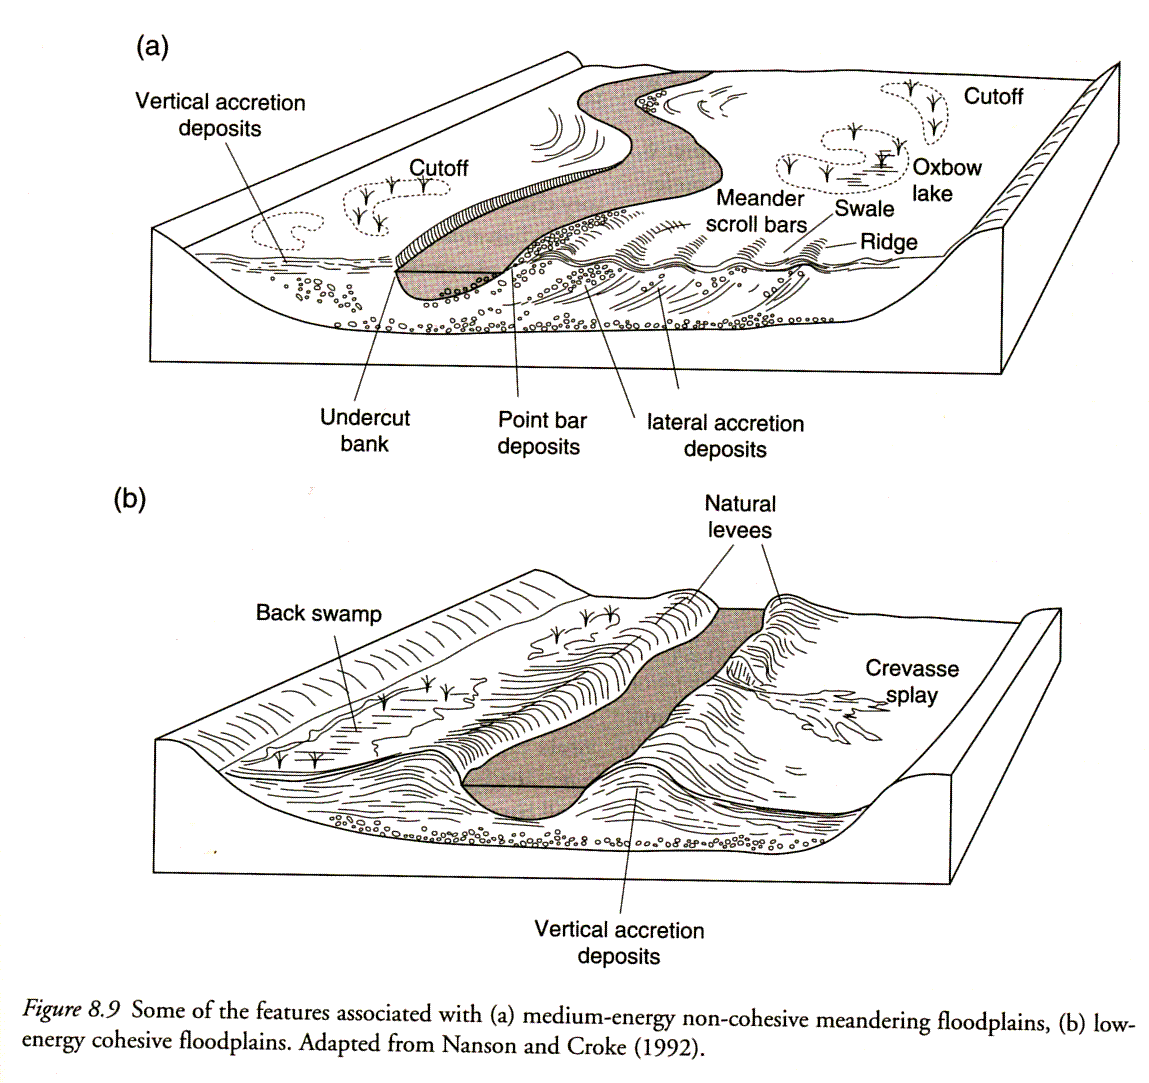 (a)
Vertical accretion
deposits
Cutoff
Cutoff
Oxbow
lake
Meander
scroll bars
Swale
Ridge
Undercut
bank
Point bar
deposits
lateral accretion
deposits
(b)
Natural
levees
Back swamp
Crevasse
splay
Vertical accretion
deposits
Figure 8.9 Some of the features associated with (a) medium-energy non-cohesive meandering floodplains, (b) low-
energy cohesive floodplains. Adapted from Nanson and Croke (1992).